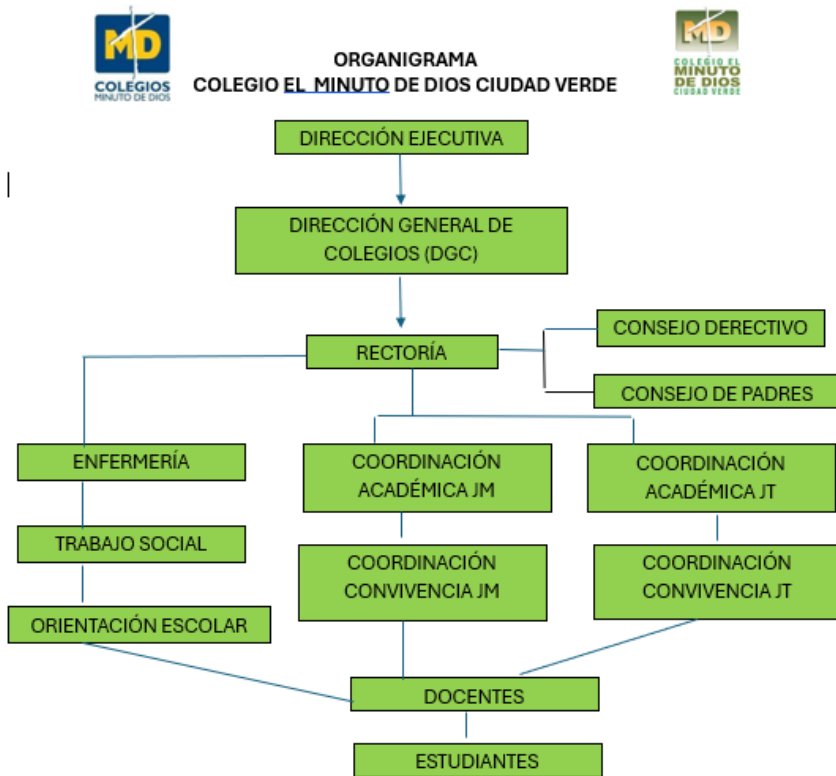 MD
COLEGIOS
MINUTO DE DIOS
ORGANIGRAMA
COLEGIO EL MINUTO DE DIOS CIUDAD VERDE
MD
COLEGIO EL
MINUTO
DE DIOS
CIUDAD VERDE
DIRECCIÓN EJECUTIVA
DIRECCIÓN GENERAL DE
COLEGIOS (DGC)
RECTORÍA
CONSEJO DERECTIVO
CONSEJO DE PADRES
ENFERMERÍA
COORDINACIÓN
ACADÉMICA JM
COORDINACIÓN
ACADÉMICA JT
TRABAJO SOCIAL
COORDINACIÓN
CONVIVENCIA JM
COORDINACIÓN
CONVIVENCIA JT
ORIENTACIÓN ESCOLAR
DOCENTES
ESTUDIANTES